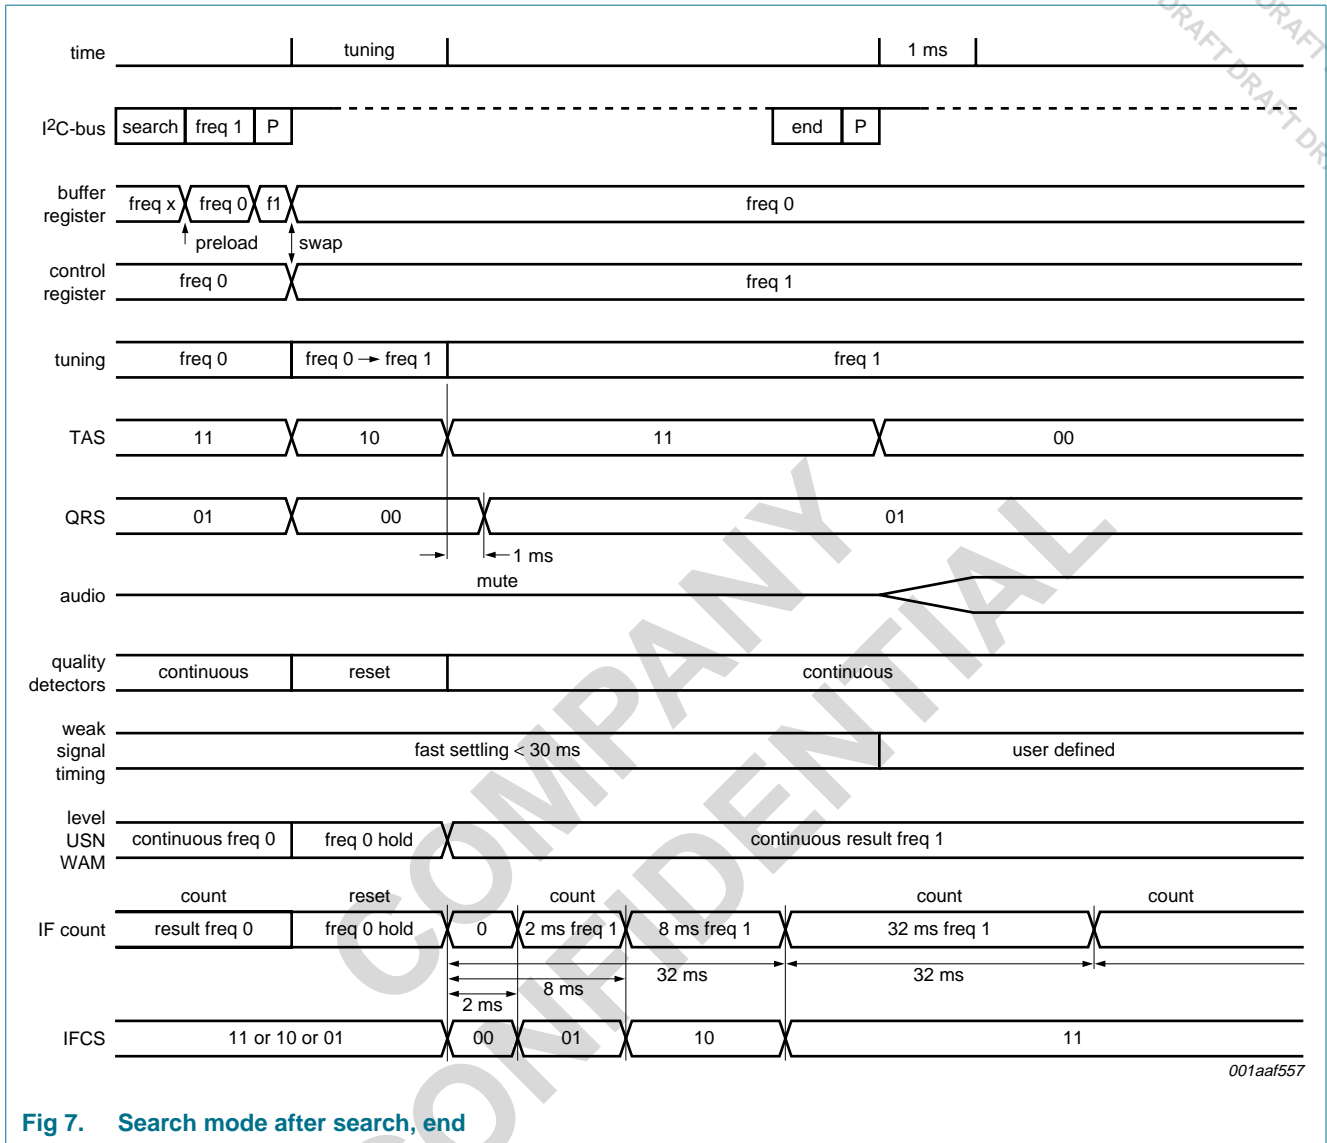 DRAFT DRAFT DRAFT
DRAFT DRAFT
time tuning 1 ms
I2C-bus search freq 1 P end P
buffer register freq x freq 0 f1 freq 0
preload swap
control register freq 0 freq 1
tuning freq 0 → freq 1 freq 1
freq 0
TAS 11 10 11 00
QRS 01 00 01
1 ms
mute
audio
quality detectors continuous reset continuous
weak signal timing fast settling < 30 ms user defined
level USN WAM continuous freq 0 freq 0 hold continuous result freq 1
count reset count count count
IF count result freq 0 freq 0 hold 0 2 ms freq 1 8 ms freq 1 32 ms freq 1
32 ms 32 ms
8 ms
2 ms
IFCS 11 or 10 or 01 00 01 10 11
001aaf557
COMPANY
CONFIDENTIAL
Fig 7. Search mode after search, end